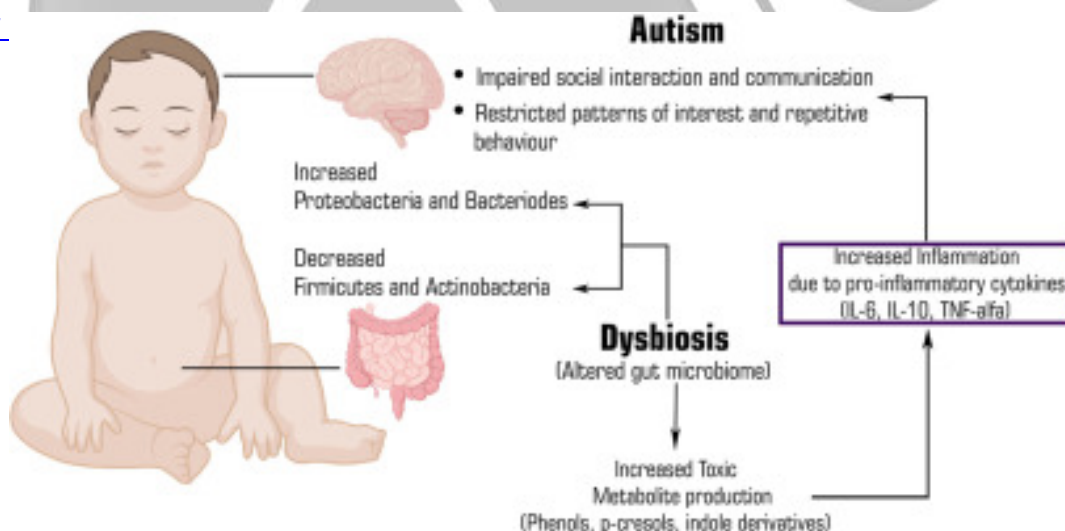 Autism
• Impaired social interaction and communication
• Restricted patterns of interest and repetitive
behaviour
Increased
Proteobacteria and Bacteriodes
Decreased
Firmicutes and Actinobacteria
Increased Inflammation
due to pro-inflammatory cytokines
(IL-6, IL-10, TNF-alfa)
Dysbiosis
(Altered gut microbiome)
Increased Toxic
Metabolite production
(Phenols, p-cresols, indole derivatives)